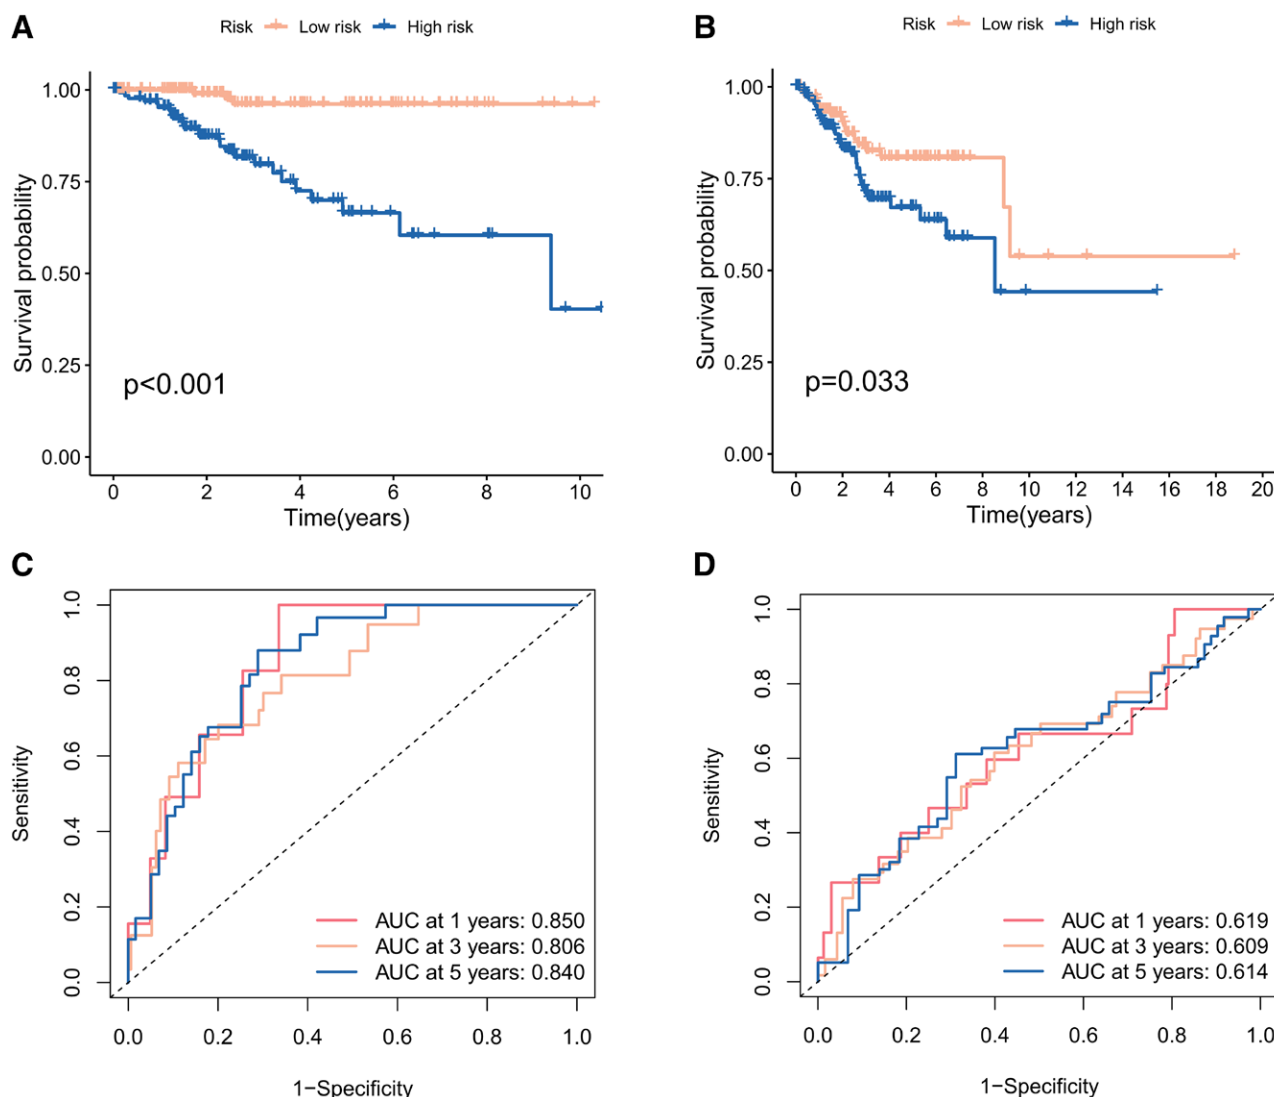 A
Risk Low risk High risk
Survival probability
1.00
0.75
0.50
0.25
0.00
p<0.001
0 2 4 6 8 10
Time(years)
B
Risk Low risk High risk
Survival probability
1.00
0.75
0.50
0.25
0.00
p=0.033
0 2 4 6 8 10 12 14 16 18 20
Time(years)
C
Sensitivity
1.0
0.8
0.6
0.4
0.2
0.0
AUC at 1 years: 0.850
AUC at 3 years: 0.806
AUC at 5 years: 0.840
0.0 0.2 0.4 0.6 0.8 1.0
1−Specificity
D
Sensitivity
1.0
0.8
0.6
0.4
0.2
0.0
AUC at 1 years: 0.619
AUC at 3 years: 0.609
AUC at 5 years: 0.614
0.0 0.2 0.4 0.6 0.8 1.0
1−Specificity